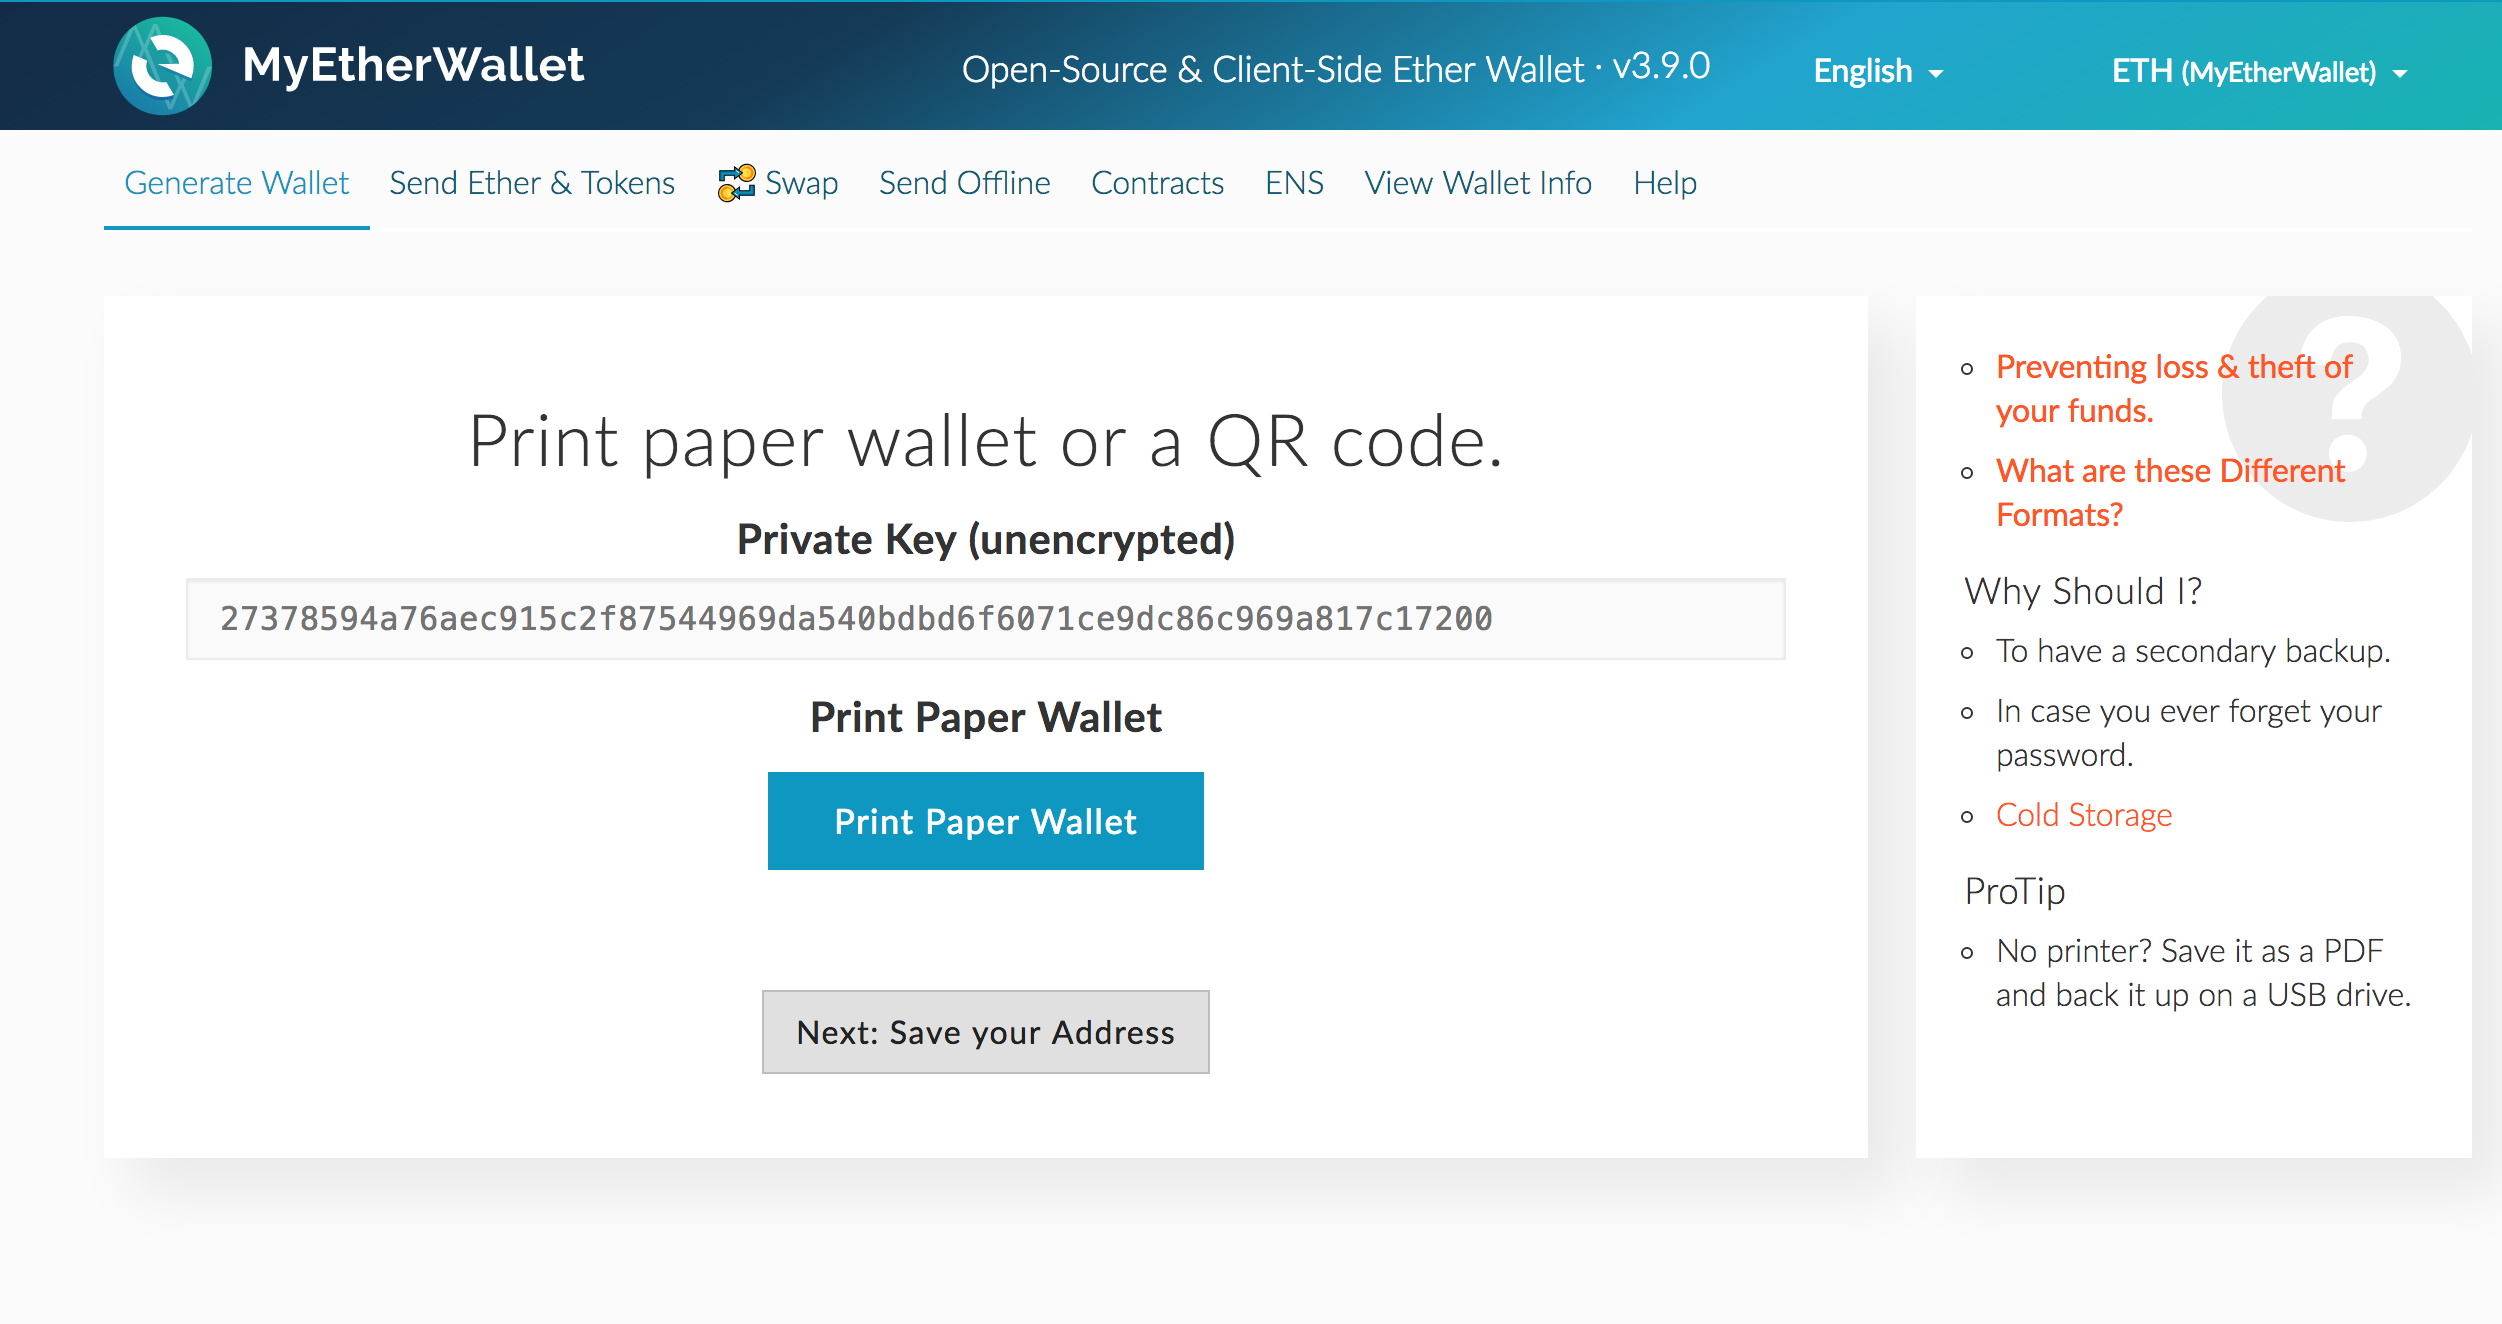 MyEtherWallet
Open-Source & Client-Side Ether Wallet · v3.9.0
English
ETH (MyEtherWallet)
Generate Wallet
Send Ether & Tokens
Swap
Send Offline
Contracts
ENS
View Wallet Info
Help
Print paper wallet or a QR code.
Private Key (unencrypted)
27378594a76aec915c2f87544969da540bdbd6f6071ce9dc86c969a817c17200
Print Paper Wallet
Print Paper Wallet
Next: Save your Address
Preventing loss & theft of
your funds.
What are these Different
Formats?
Why Should I?
To have a secondary backup.
In case you ever forget your
password.
Cold Storage
ProTip
No printer? Save it as a PDF
and back it up on a USB drive.